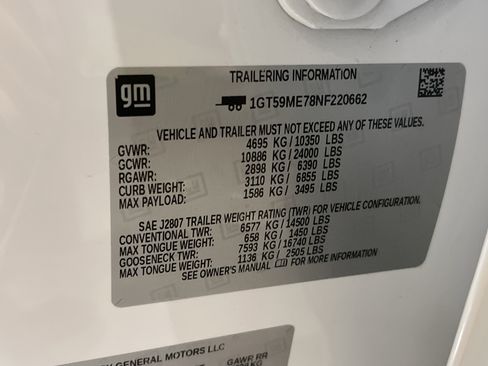 gm
TRAILERING INFORMATION
1GT59ME78NF220662
VEHICLE AND TRAILER MUST NOT EXCEED ANY OF THESE VALUES
GVWR: 4695 KG/10350 LBS
GCWR: 10886 KG/24000 LBS
RGAWR: 2898 KG/ 6390 LBS
CURB WEIGHT: 3110 KG/ 6855 LBS
MAX PAYLOAD: 1586 KG/ 3495 LBS
SAE J2807 TRAILER WEIGHT RATING (TWR) FOR VEHICLE CONFIGURATION.
CONVENTIONAL TWR: 6577 KG/ 14500 LBS
MAX TONGUE WEIGHT: 658 KG/ 1450 LBS
GOOSENECK TWR: 7593 KG/ 16740 LBS
MAX TONGUE WEIGHT: 1136 KG/ 2505 LBS
SEE OWNER'S MANUAL FOR MORE INFORMATION
GENERAL MOTORS LLC
GAWR RR
KG